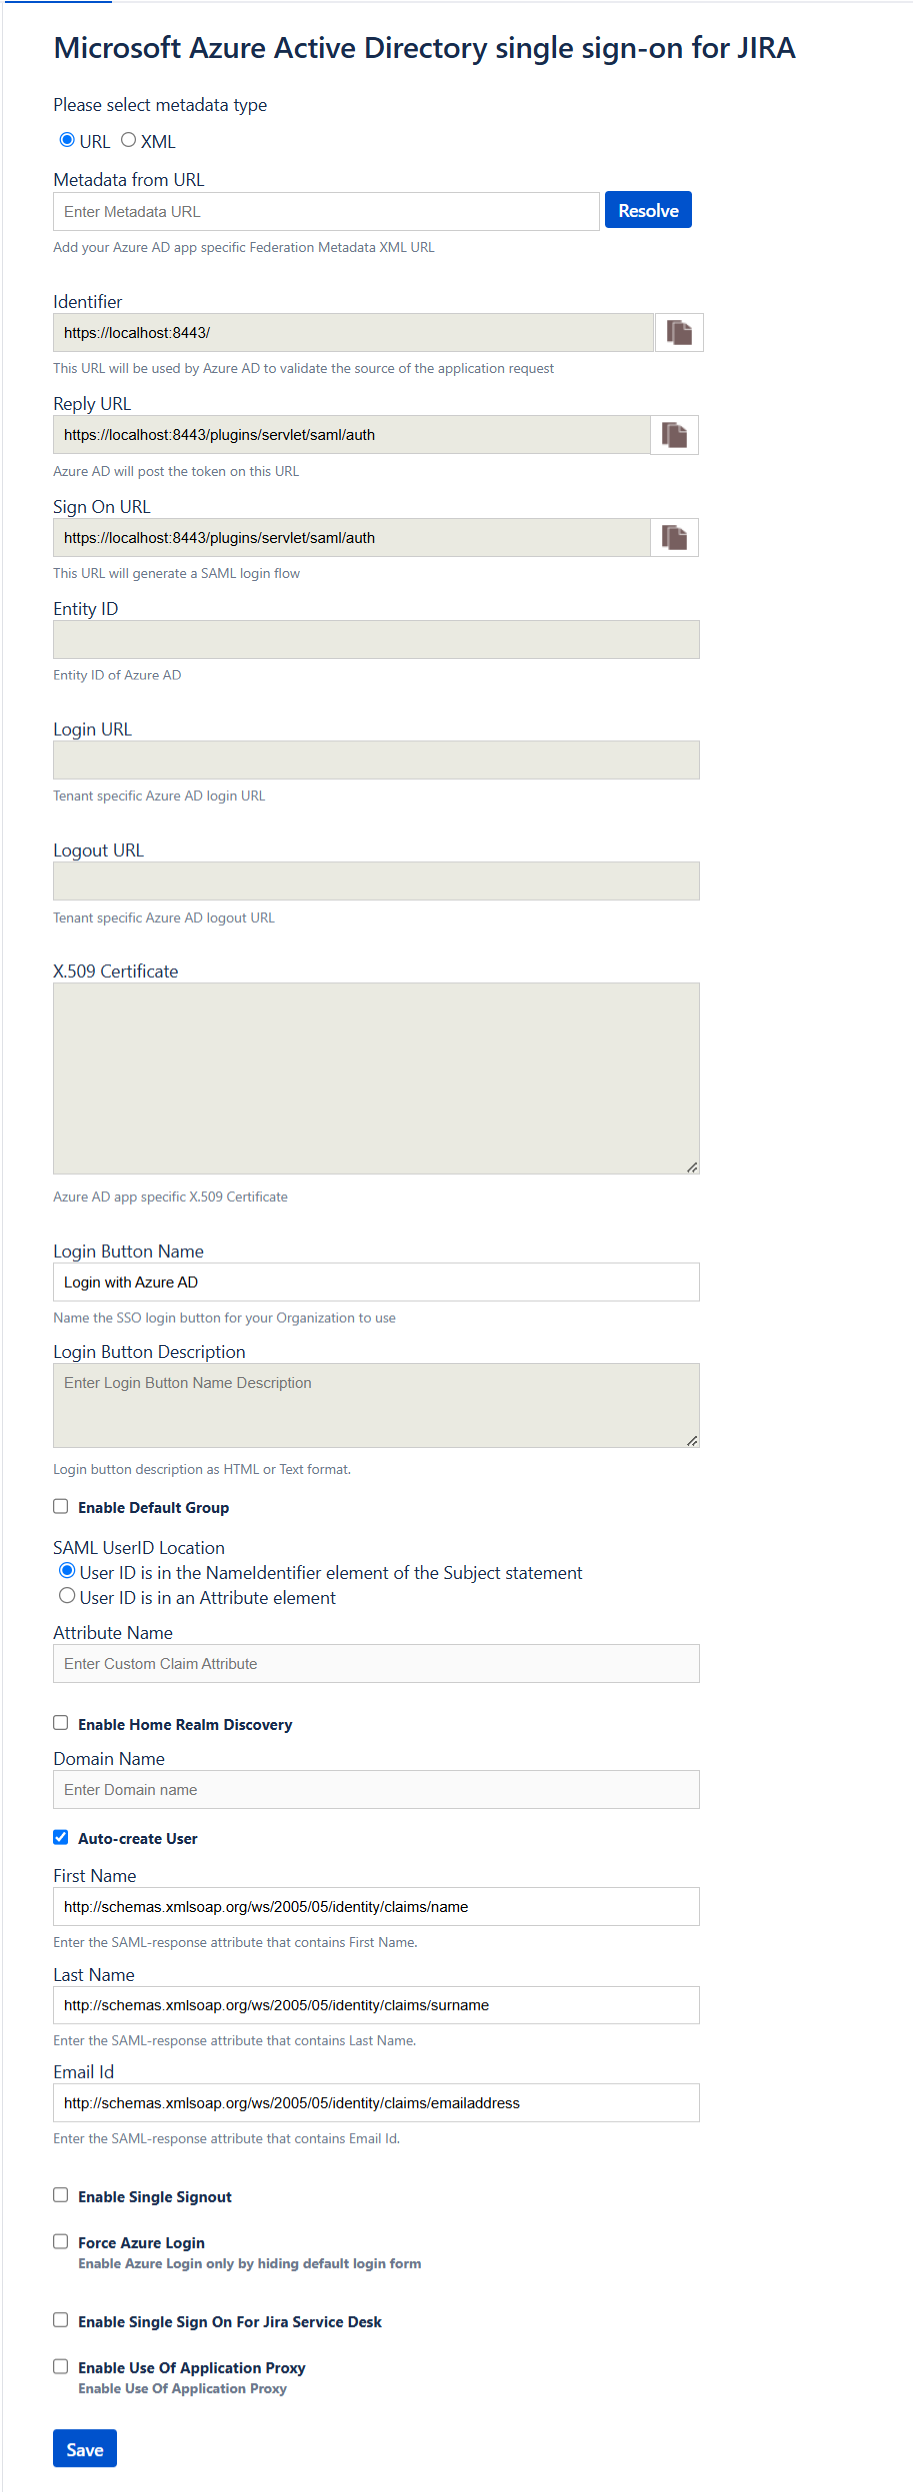 Microsoft Azure Active Directory single sign-on for JIRA
Please select metadata type
URL XML
Metadata from URL
Enter Metadata URL Resolve
Add your Azure AD app specific Federation Metadata XML URL
Identifier
https://localhost:8443/
This URL will be used by Azure AD to validate the source of the application request
Reply URL
https://localhost:8443/plugins/servlet/saml/auth
Azure AD will post the token on this URL
Sign On URL
https://localhost:8443/plugins/servlet/saml/auth
This URL will generate a SAML login flow
Entity ID
Entity ID of Azure AD
Login URL
Tenant specific Azure AD login URL
Logout URL
Tenant specific Azure AD logout URL
X.509 Certificate
Azure AD app specific X.509 Certificate
Login Button Name
Login with Azure AD
Name the SSO login button for your Organization to use
Login Button Description
Enter Login Button Name Description
Login button description as HTML or Text format.
Enable Default Group
SAML UserID Location
User ID is in the NameIdentifier element of the Subject statement
User ID is in an Attribute element
Attribute Name
Enter Custom Claim Attribute
Enable Home Realm Discovery
Domain Name
Enter Domain name
Auto-create User
First Name
http://schemas.xmlsoap.org/ws/2005/05/identity/claims/name
Enter the SAML-response attribute that contains First Name.
Last Name
http://schemas.xmlsoap.org/ws/2005/05/identity/claims/surname
Enter the SAML-response attribute that contains Last Name.
Email Id
http://schemas.xmlsoap.org/ws/2005/05/identity/claims/emailaddress
Enter the SAML-response attribute that contains Email Id.
Enable Single Signout
Force Azure Login
Enable Azure Login only by hiding default login form
Enable Single Sign On For Jira Service Desk
Enable Use Of Application Proxy
Enable Use Of Application Proxy
Save